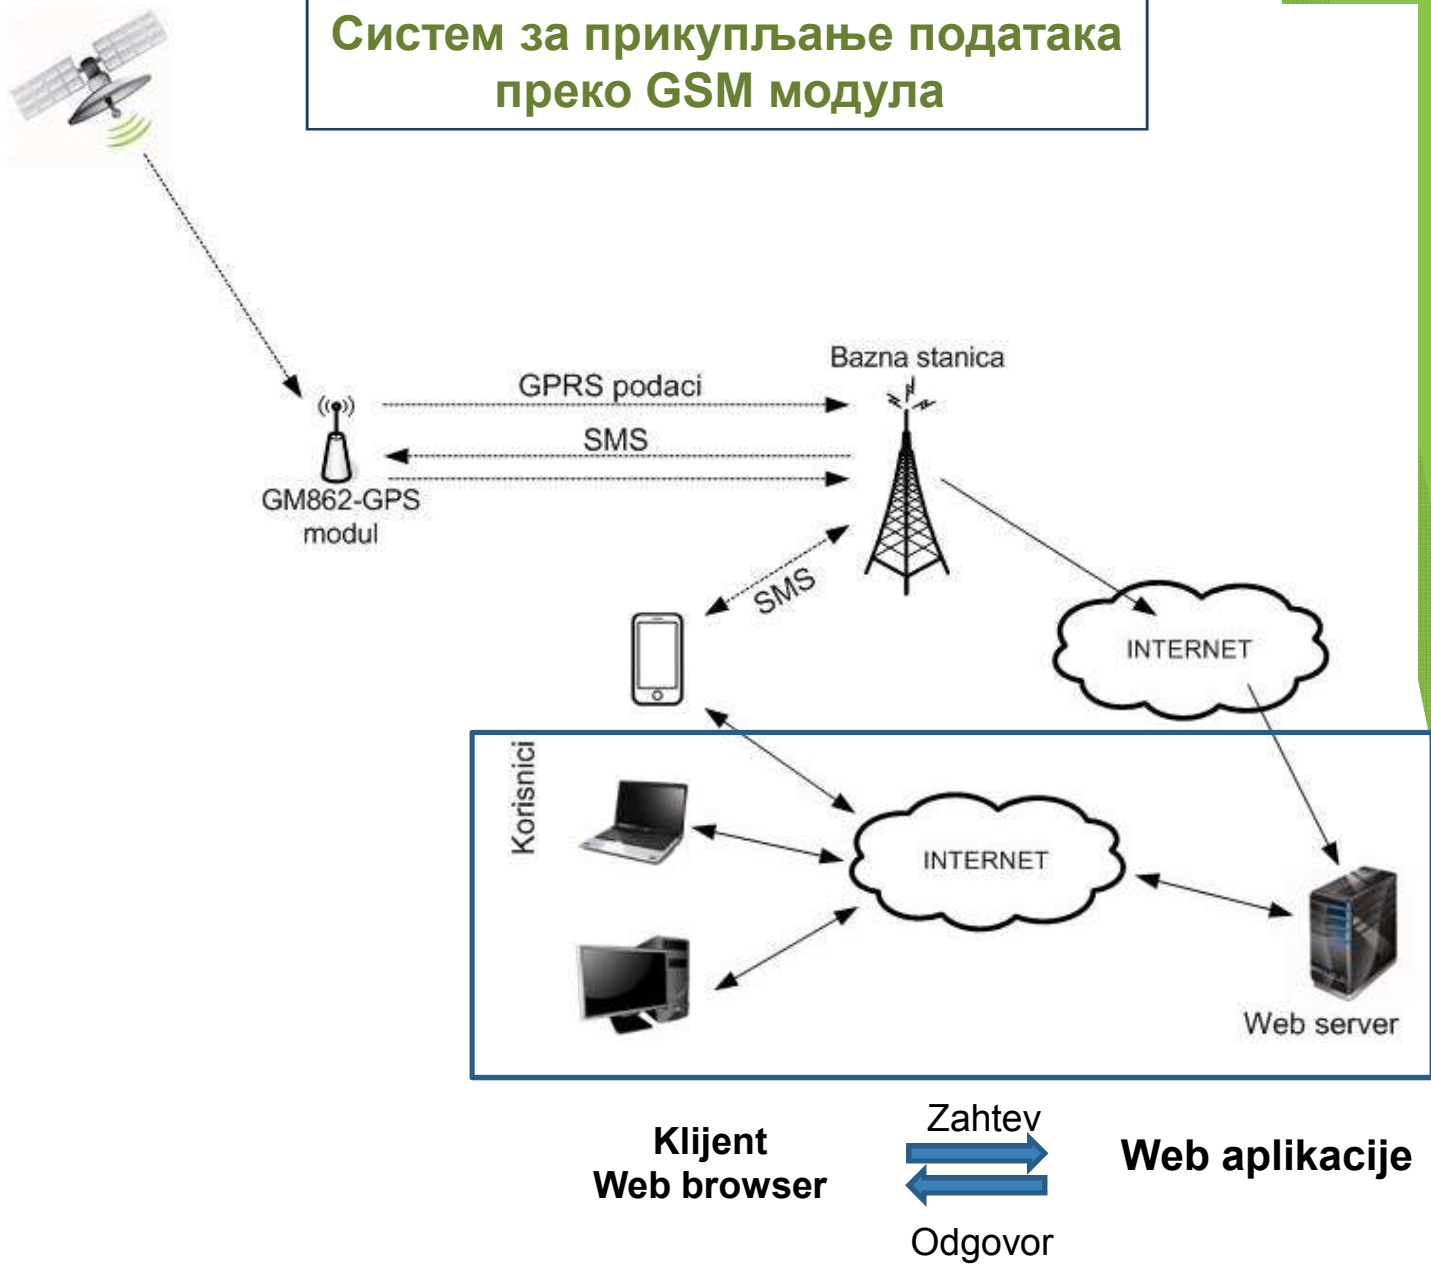 Систем за прикупљање података
преко GSM модула
Bazna stanica
GPRS podaci
SMS
GM862-GPS
modul
SMS
INTERNET
Korisnici
INTERNET
Web server
Zahtev
Klijent
Web browser
Web aplikacije
Odgovor